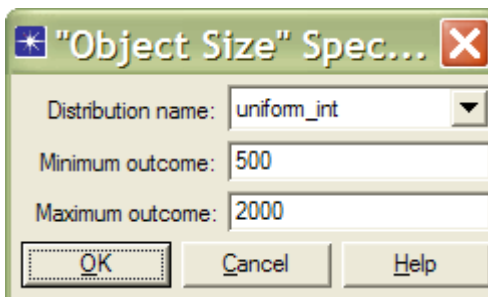 "Object Size" Spec...
Distribution name: uniform_int
Minimum outcome: 500
Maximum outcome: 2000
OK Cancel Help